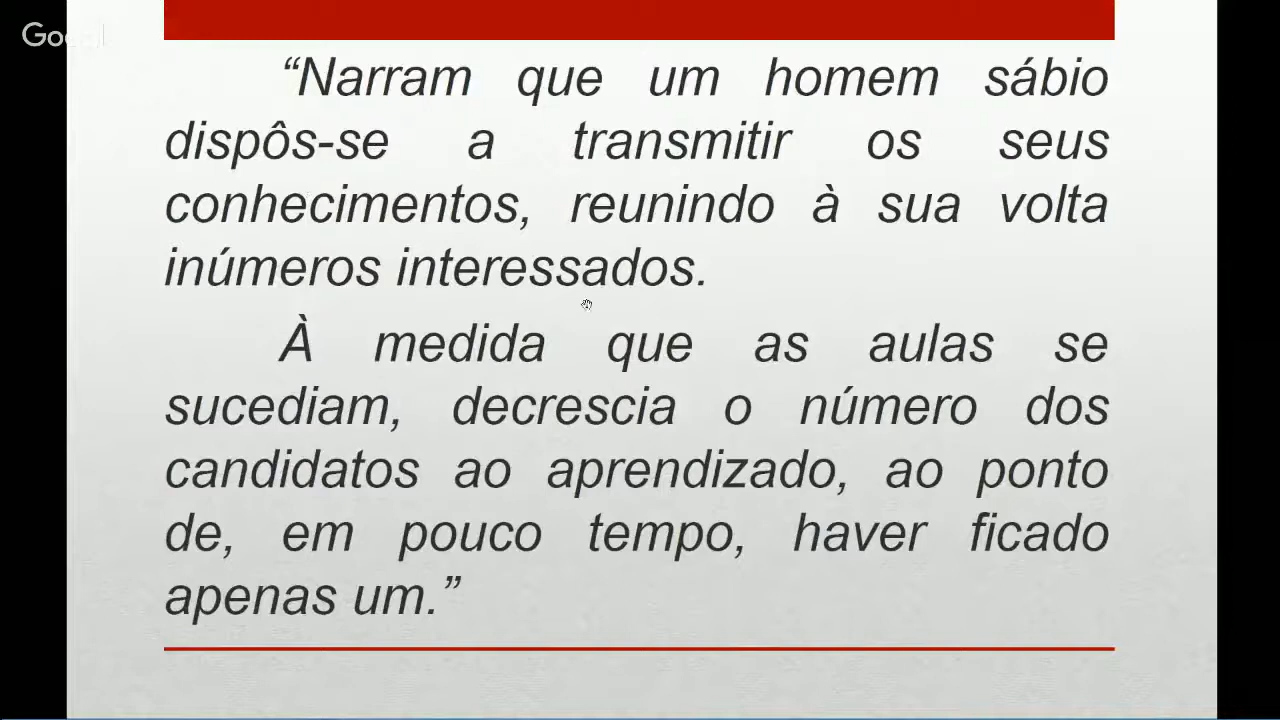 “Narram que um homem sábio
dispôs-se a transmitir os seus
conhecimentos, reunindo à sua volta
inúmeros interessados.
À medida que as aulas se
sucediam, decrescia o número dos
candidatos ao aprendizado, ao ponto
de, em pouco tempo, haver ficado
apenas um.”